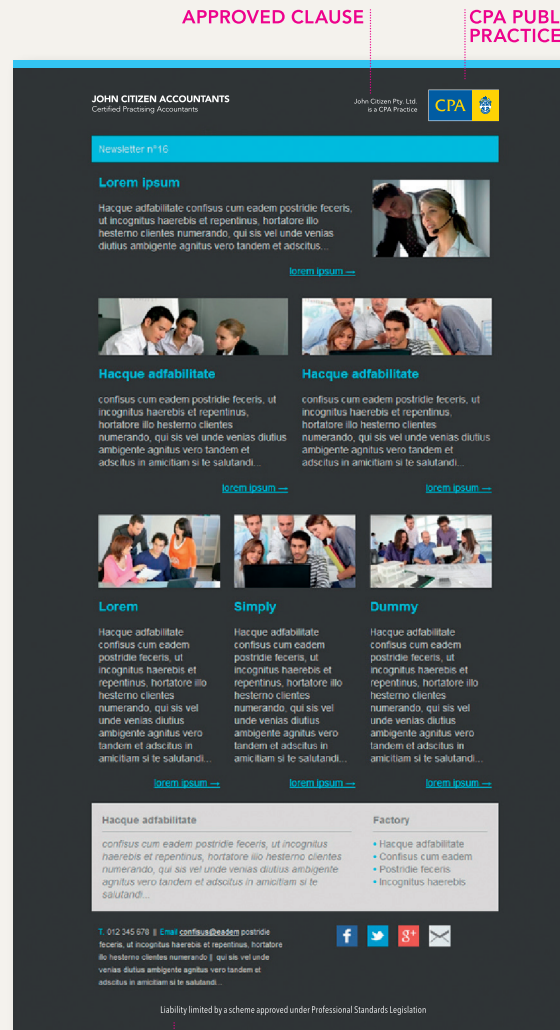 APPROVED CLAUSE
CPA PUBL
PRACTICE
JOHN CITIZEN ACCOUNTANTS
Certified Practising Accountants
John Citizen Pty. Ltd.
is a CPA Practice
CPA
Newsletter n°16
Lorem ipsum
Hacque adfabilitate confisus cum eadem postridie feceris,
ut incognitus haerebis et repentinus, hortatore illo
hesterno clientes numerando, qui sis vel unde venias
diutius ambigente agnitus vero tandem et adscitus...
lorem ipsum →
Hacque adfabilitate
confisus cum eadem postridie feceris, ut
incognitus haerebis et repentinus,
hortatore illo hesterno clientes
numerando, qui sis vel unde venias diutius
ambigente agnitus vero tandem et
adscitus in amicitiam si te salutandi...
lorem ipsum →
Hacque adfabilitate
confisus cum eadem postridie feceris, ut
incognitus haerebis et repentinus,
hortatore illo hesterno clientes
numerando, qui sis vel unde venias diutius
ambigente agnitus vero tandem et
adscitus in amicitiam si te salutandi...
lorem ipsum →
Lorem
Hacque adfabilitate
confisus cum eadem
postridie feceris, ut
incognitus haerebis et
repentinus, hortatore illo
hesterno clientes
numerando, qui sis vel
unde venias diutius
ambigente agnitus vero
tandem et adscitus in
amicitiam si te salutandi...
lorem ipsum →
Simply
Hacque adfabilitate
confisus cum eadem
postridie feceris, ut
incognitus haerebis et
repentinus, hortatore illo
hesterno clientes
numerando, qui sis vel
unde venias diutius
ambigente agnitus vero
tandem et adscitus in
amicitiam si te salutandi...
lorem ipsum →
Dummy
Hacque adfabilitate
confisus cum eadem
postridie feceris, ut
incognitus haerebis et
repentinus, hortatore illo
hesterno clientes
numerando, qui sis vel
unde venias diutius
ambigente agnitus vero
tandem et adscitus in
amicitiam si te salutandi...
lorem ipsum →
Hacque adfabilitate
confisus cum eadem postridie feceris, ut incognitus
haerebis et repentinus, hortatore illo hesterno clientes
numerando, qui sis vel unde venias diutius ambigente
agnitus vero tandem et adscitus in amicitiam si te
salutandi...
Factory
• Hacque adfabilitate
• Confisus cum eadem
• Postridie feceris
• Incognitus haerebis
T. 012 345 678 || Email confisus@eadem postridie
feceris, ut incognitus haerebis et repentinus, hortatore
illo hesterno clientes numerando || qui sis vel unde
venias diutius ambigente agnitus vero tandem et
adscitus in amicitiam si te salutandi...
f
g+
Liability limited by a scheme approved under Professional Standards Legislation